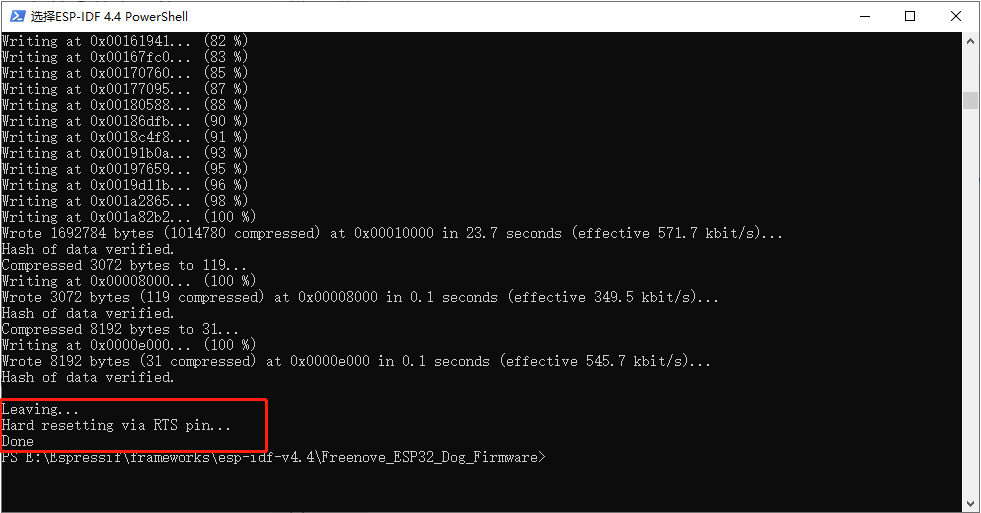 选择ESP-IDF 4.4 PowerShell
Writing at 0x00161941... (82 %)
Writing at 0x00167fc0... (83 %)
Writing at 0x00170760... (85 %)
Writing at 0x00177095... (87 %)
Writing at 0x00180588... (88 %)
Writing at 0x00186dfb... (90 %)
Writing at 0x0018c4f8... (91 %)
Writing at 0x00191b0a... (93 %)
Writing at 0x00197659... (95 %)
Writing at 0x0019d11b... (96 %)
Writing at 0x001a2865... (98 %)
Writing at 0x001a82b2... (100 %)
Wrote 1692784 bytes (1014780 compressed) at 0x00010000 in 23.7 seconds (effective 571.7 kbit/s)...
Hash of data verified.
Compressed 3072 bytes to 119...
Writing at 0x00008000... (100 %)
Wrote 3072 bytes (119 compressed) at 0x00008000 in 0.1 seconds (effective 349.5 kbit/s)...
Hash of data verified.
Compressed 8192 bytes to 31...
Writing at 0x0000e000... (100 %)
Wrote 8192 bytes (31 compressed) at 0x0000e000 in 0.1 seconds (effective 545.7 kbit/s)...
Hash of data verified.
Leaving...
Hard resetting via RTS pin...
Done
PS E:\Espressif\frameworks\esp-idf-v4.4\Freenove_ESP32_Dog_Firmware>